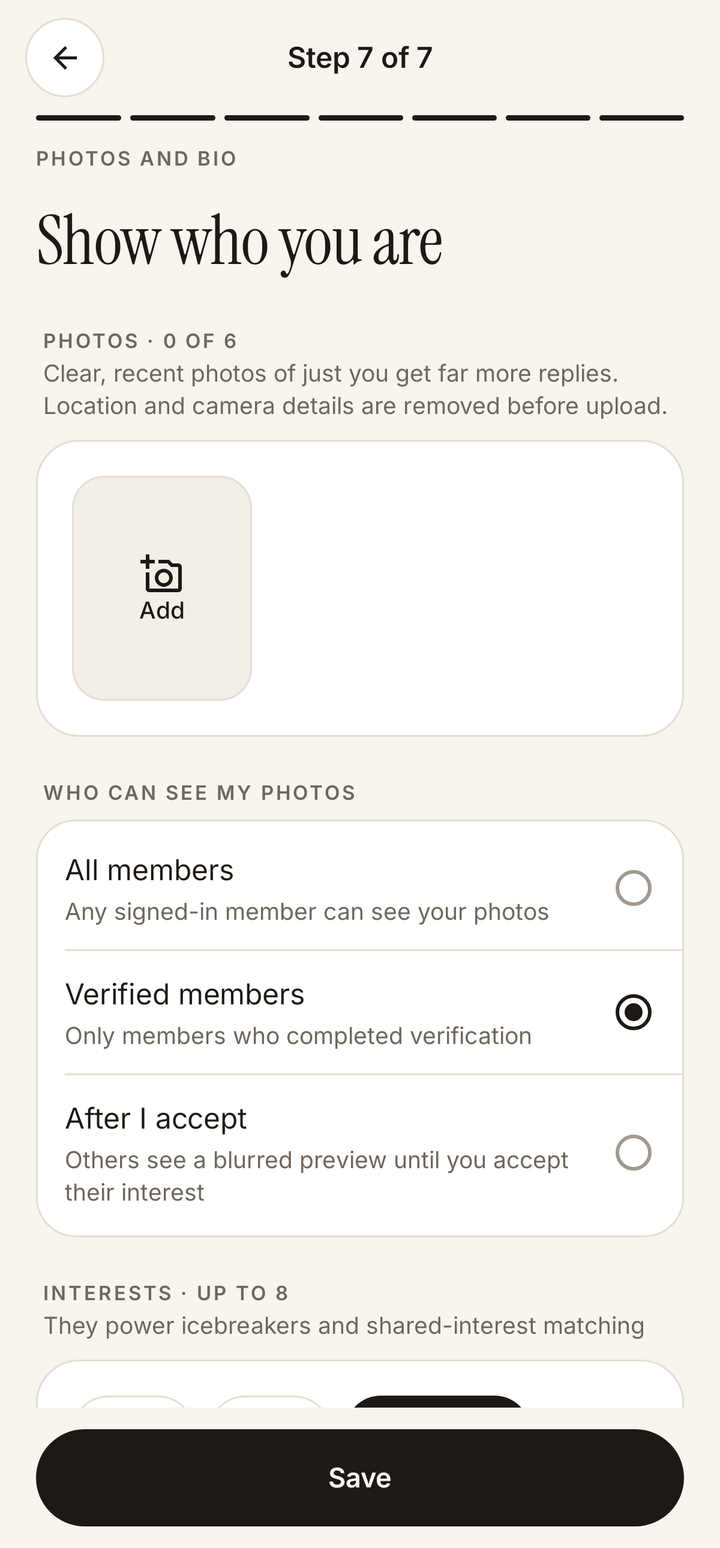 Step 7 of 7
PHOTOS AND BIO
Show who you are
PHOTOS · 0 OF 6
Clear, recent photos of just you get far more replies.
Location and camera details are removed before upload.
Add
WHO CAN SEE MY PHOTOS
All members
Any signed-in member can see your photos
Verified members
Only members who completed verification
After I accept
Others see a blurred preview until you accept
their interest
INTERESTS · UP TO 8
They power icebreakers and shared-interest matching
Save